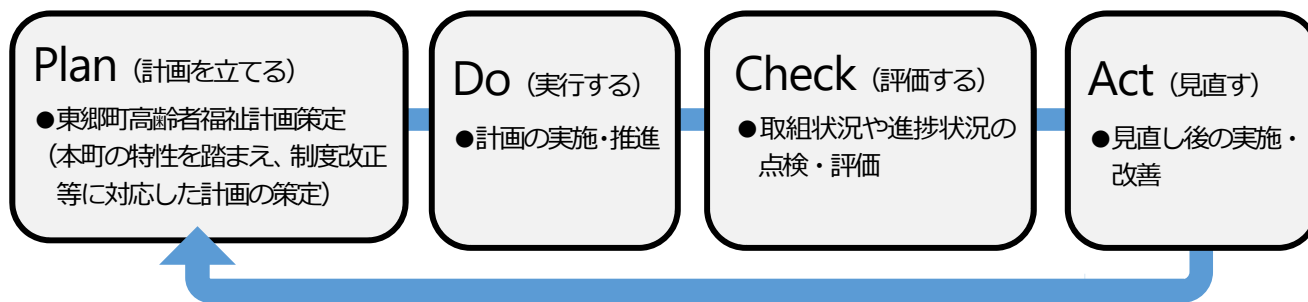 Plan（計画を立てる）
●東郷町高齢者福祉計画策定
（本町の特性を踏まえ、制度改正
等に対応した計画の策定）
Do（実行する）
●計画の実施・推進
Check（評価する）
●取組状況や進捗状況の
点検・評価
Act（見直す）
●見直し後の実施・
改善